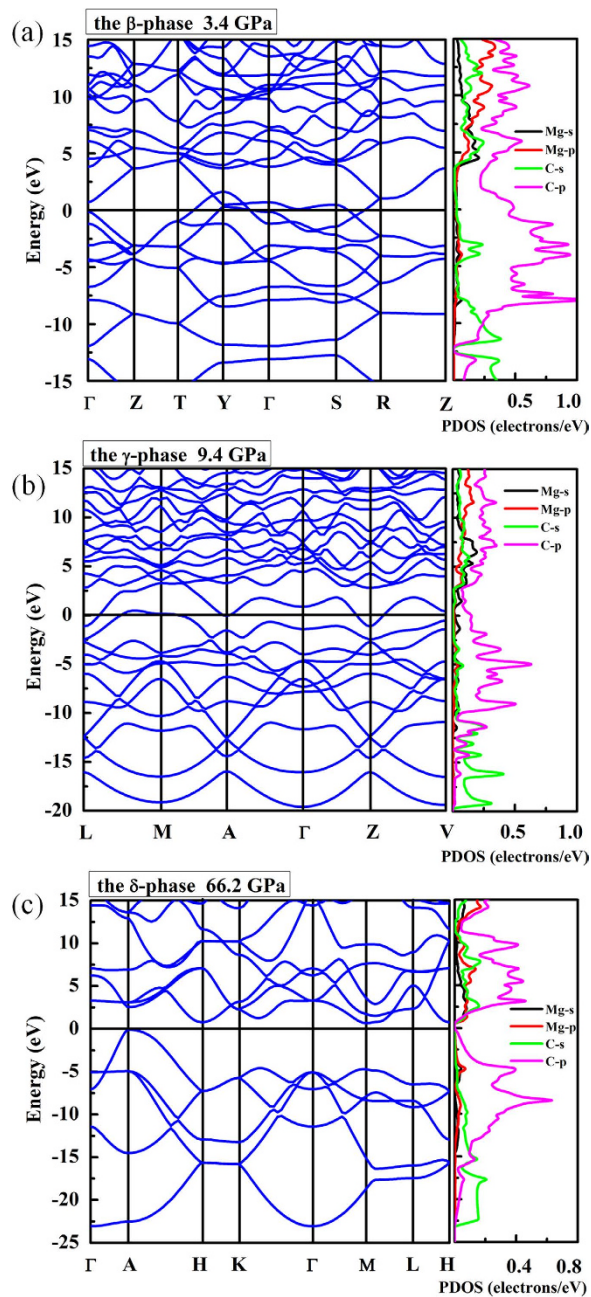 (a)
the β-phase 3.4 GPa
15
10
5
0
-5
-10
-15
Energy (eV)
Γ Z T Y Γ S R Z
Mg-s
Mg-p
C-s
C-p
0.5 1.0
PDOS (electrons/eV)
(b)
the γ-phase 9.4 GPa
15
10
5
0
-5
-10
-15
-20
Energy (eV)
L M A Γ Z V
Mg-s
Mg-p
C-s
C-p
0.5 1.0
PDOS (electrons/eV)
(c)
the δ-phase 66.2 GPa
15
10
5
0
-5
-10
-15
-20
-25
Energy (eV)
Γ A H K Γ M L H
Mg-s
Mg-p
C-s
C-p
0.4 0.8
PDOS (electrons/eV)